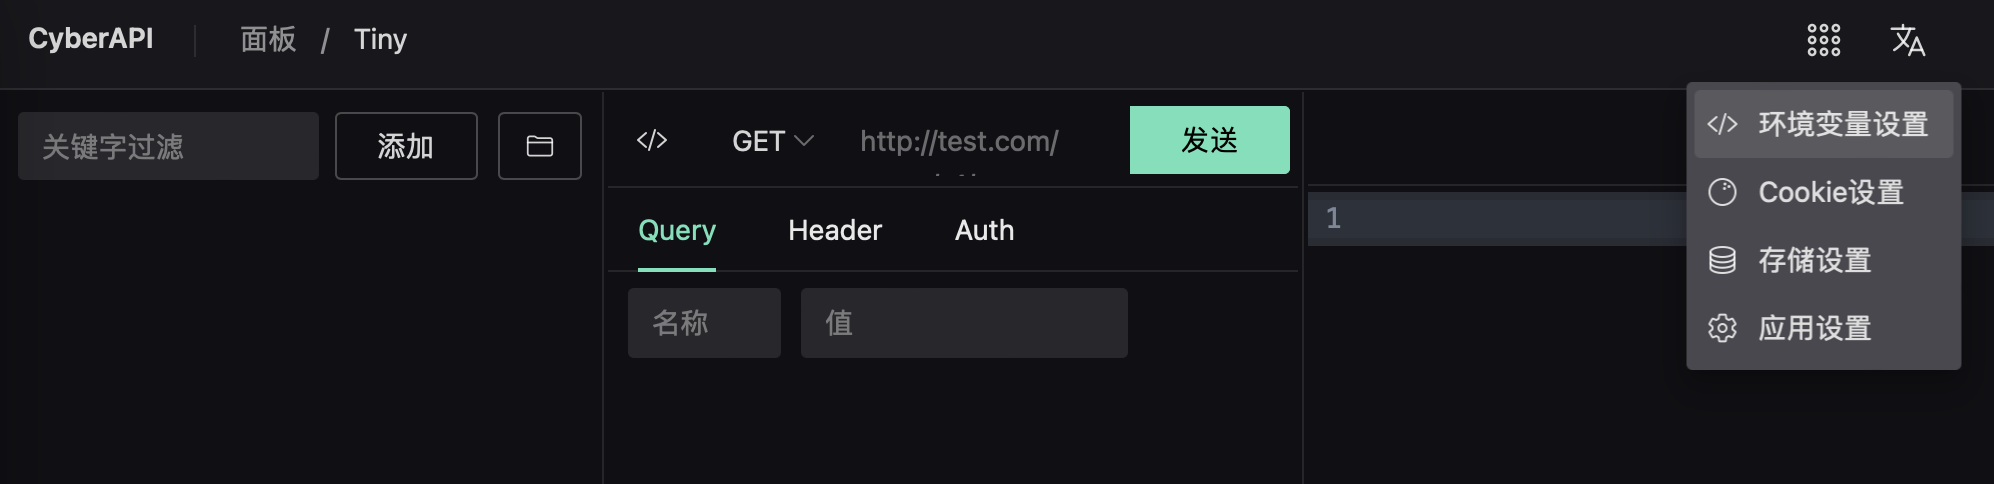 CyberAPI
面板 / Tiny
关键字过滤
添加
GET
http://test.com/
发送
Query
Header
Auth
名称
值
1
环境变量设置
Cookie设置
存储设置
应用设置